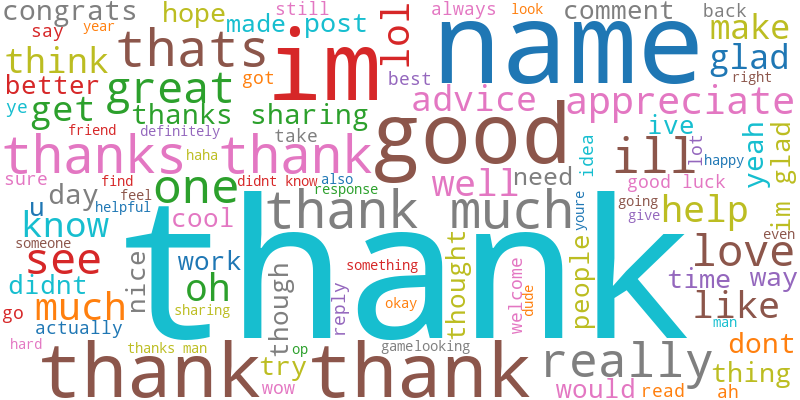 congrats
hope
still
always
look
comment
back
say
year
made post
lol
name
make
thats
im
think
glad
better
great
got
best
right
ye
get
thanks sharing
advice
appreciate
friend
definitely
take
good
ive
idea
yeah
im glad
thanks
haha
thank
ill
lot
happy
sure
find
didnt know
also
well
need
good luck
day
one
feel
response
youre
going
u
helpful
cool
thank much
give
help
know
thank
someone
see
nice
work
though
something
thought
welcome
people
love
even
didnt
oh
time
way
go
much
sharing
reply
okay
dude
like
man
actually
hard
thanks man
op
game
looking
really
dont
thank
thank
try
wow
would
read
thing
ah